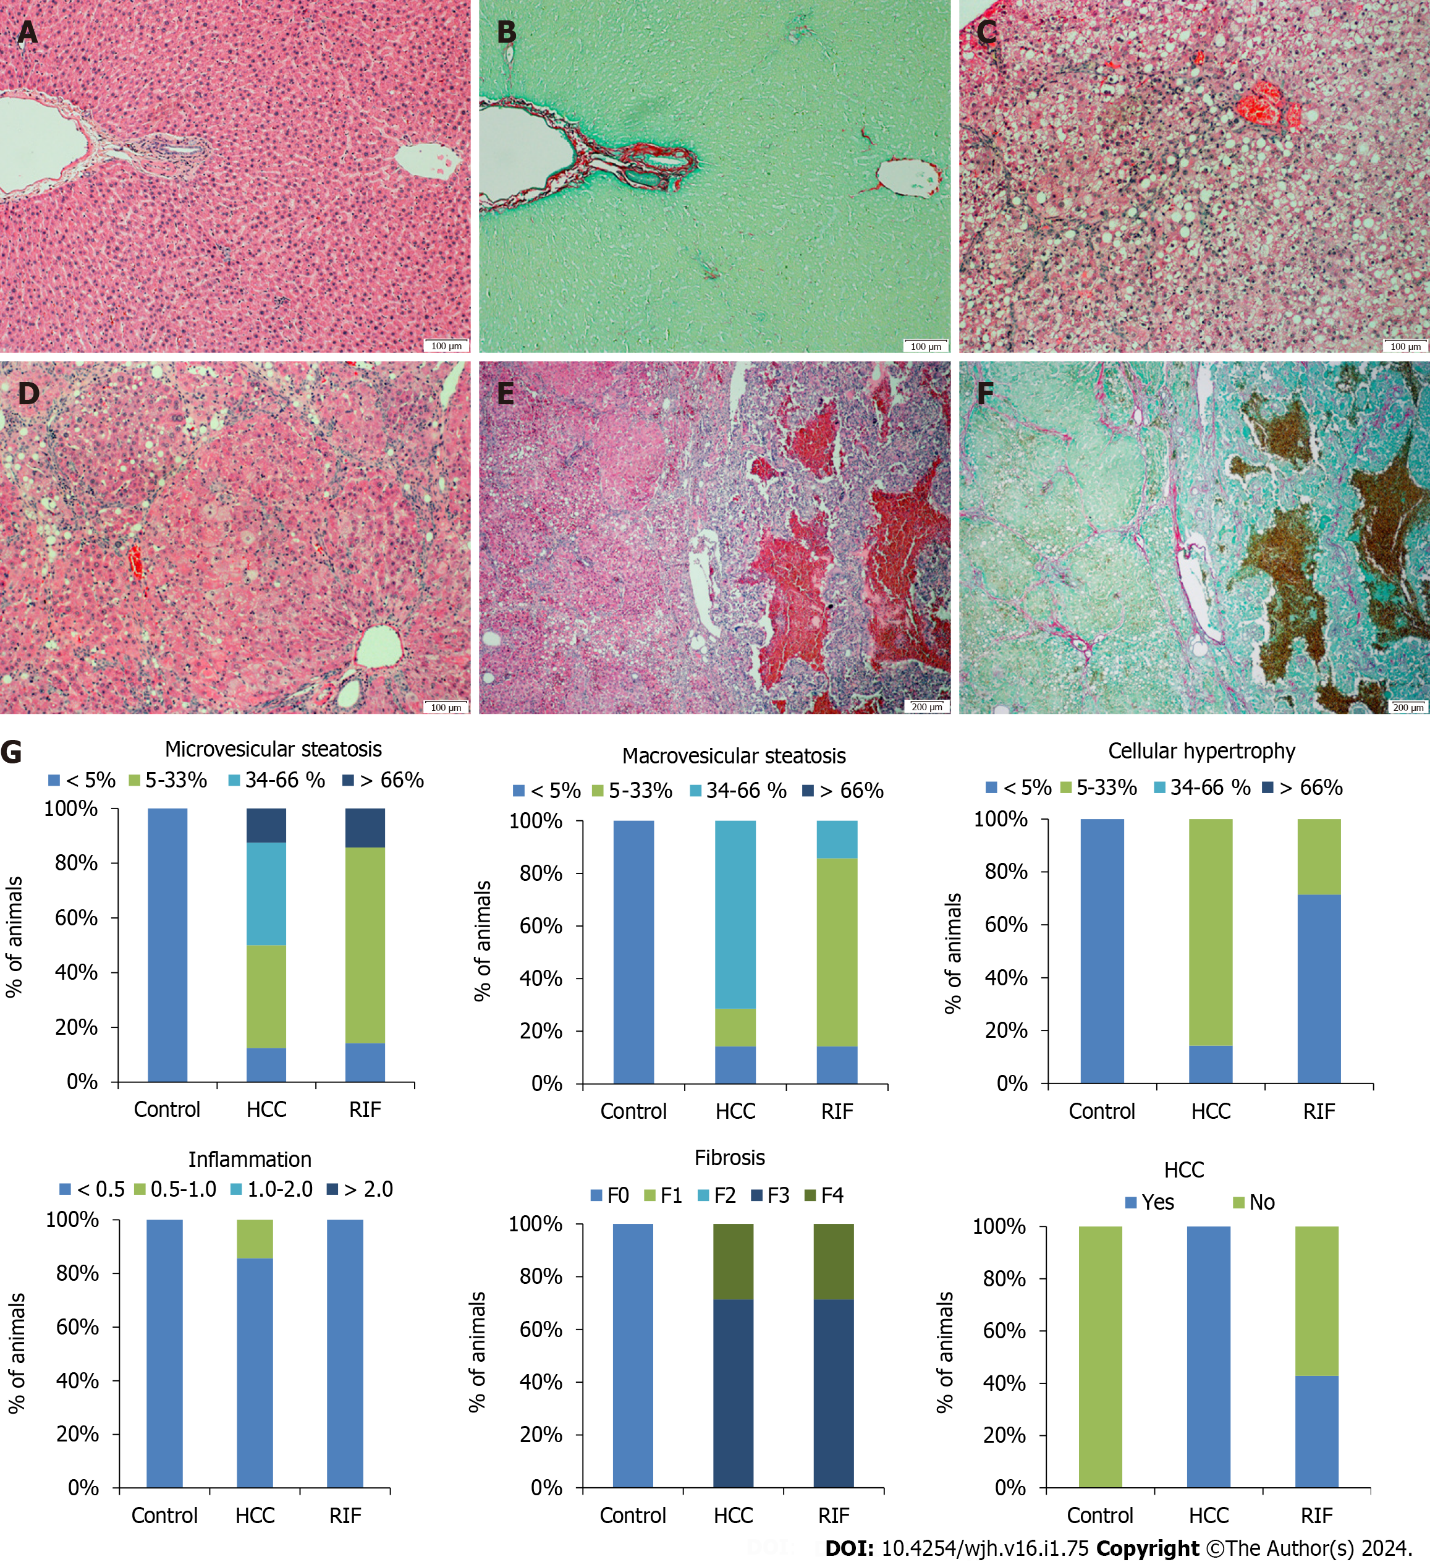 A
B
C
100 µm
100 µm
100 µm
D
E
F
100 µm
200 µm
200 µm
G
Microvesicular steatosis
< 5% 5-33% 34-66 % > 66%
100%
80%
60%
40%
20%
0%
% of animals
Control HCC RIF
Macrovesicular steatosis
< 5% 5-33% 34-66 % > 66%
100%
80%
60%
40%
20%
0%
% of animals
Control HCC RIF
Cellular hypertrophy
< 5% 5-33% 34-66 % > 66%
100%
80%
60%
40%
20%
0%
% of animals
Control HCC RIF
Inflammation
< 0.5 0.5-1.0 1.0-2.0 > 2.0
100%
80%
60%
40%
20%
0%
% of animals
Control HCC RIF
Fibrosis
F0 F1 F2 F3 F4
100%
80%
60%
40%
20%
0%
% of animals
Control HCC RIF
HCC
Yes No
100%
80%
60%
40%
20%
0%
% of animals
Control HCC RIF
DOI: 10.4254/wjh.v16.i1.75 Copyright ©The Author(s) 2024.